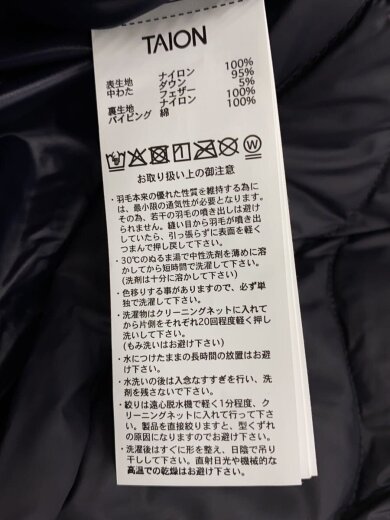 TAION
表生地 ナイロン 100%
中わた ダウン 95%
フェザー 5%
裏生地 ナイロン 100%
パイピング 綿 100%
お取り扱い上の御注意
・羽毛本来の優れた性質を維持する為に
は、最小限の通気性が必要となります。
その為、若干の羽毛の噴き出しは避け
られません。縫い目から羽毛が噴き出
していたら、引っ張らずに表面を軽く
つまんで押し戻して下さい。
・30℃のぬるま湯で中性洗剤を薄めに溶
かしてから短時間で洗濯して下さい。
(洗剤は十分に溶かして下さい)
・色移りする事がありますので、必ず単
独で洗濯して下さい。
・洗濯物はクリーニングネットに入れて
から片側をそれぞれ20回程度軽く押し
洗いして下さい。
(もみ洗いはお避け下さい)
・水につけたままの長時間の放置はお避
け下さい。
・水洗いの後は入念なすすぎを行い、洗
剤を残さないで下さい。
・絞りは遠心脱水機で軽く1分程度、ク
リーニングネットに入れて行って下さ
い。製品を直接絞りますと、型くずれ
の原因になりますのでお避け下さい。
・洗濯後はすぐに形を整え、日陰で吊り
干しして下さい。直射日光や機械的な
高温での乾燥はお避け下さい。